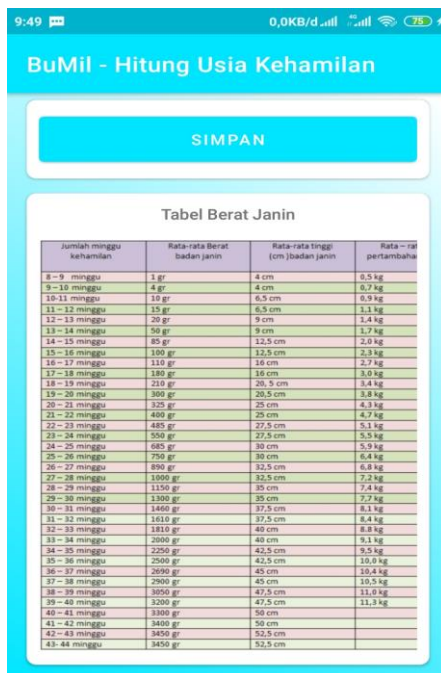 9:49 0,0KB/d 4G 75
BuMil - Hitung Usia Kehamilan
SIMPAN
Tabel Berat Janin
Jumlah minggu kehamilan Rata-rata Berat badan janin Rata-rata tinggi (cm )badan janin Rata – rat pertambaha
8 – 9 minggu 1 gr 4 cm 0,5 kg
9 – 10 minggu 4 gr 4 cm 0,7 kg
10-11 minggu 10 gr 6,5 cm 0,9 kg
11 – 12 minggu 15 gr 6,5 cm 1,1 kg
12 – 13 minggu 20 gr 9 cm 1,4 kg
13 – 14 minggu 50 gr 9 cm 1,7 kg
14 – 15 minggu 85 gr 12,5 cm 2,0 kg
15 – 16 minggu 100 gr 12,5 cm 2,3 kg
16 – 17 minggu 110 gr 16 cm 2,7 kg
17 – 18 minggu 180 gr 16 cm 3,0 kg
18 – 19 minggu 210 gr 20, 5 cm 3,4 kg
19 – 20 minggu 300 gr 20,5 cm 3,8 kg
20 – 21 minggu 325 gr 25 cm 4,3 kg
21 – 22 minggu 400 gr 25 cm 4,7 kg
22 – 23 minggu 485 gr 27,5 cm 5,1 kg
23 – 24 minggu 550 gr 27,5 cm 5,5 kg
24 – 25 minggu 685 gr 30 cm 5,9 kg
25 – 26 minggu 750 gr 30 cm 6,4 kg
26 – 27 minggu 890 gr 32,5 cm 6,8 kg
27 – 28 minggu 1000 gr 32,5 cm 7,2 kg
28 – 29 minggu 1150 gr 35 cm 7,4 kg
29 – 30 minggu 1300 gr 35 cm 7,7 kg
30 – 31 minggu 1460 gr 37,5 cm 8,1 kg
31 – 32 minggu 1610 gr 37,5 cm 8,4 kg
32 – 33 minggu 1810 gr 40 cm 8.8 kg
33 – 34 minggu 2000 gr 40 cm 9,1 kg
34 – 35 minggu 2250 gr 42,5 cm 9,5 kg
35 – 36 minggu 2500 gr 42,5 cm 10,0 kg
36 – 37 minggu 2690 gr 45 cm 10,4 kg
37 – 38 minggu 2900 gr 45 cm 10,5 kg
38 – 39 minggu 3050 gr 47,5 cm 11,0 kg
39 – 40 minggu 3200 gr 47,5 cm 11,3 kg
40 – 41 minggu 3300 gr 50 cm
41 – 42 minggu 3400 gr 50 cm
42 – 43 minggu 3450 gr 52,5 cm
43- 44 minggu 3450 gr 52,5 cm